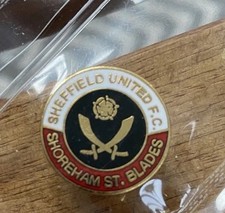 SHEFFIELD UNITED F.C.
SHOREHAM ST. BLADES